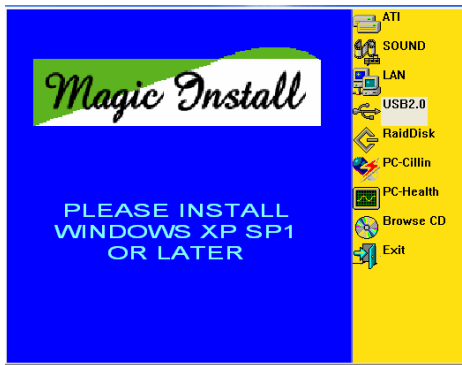 Magic Install
PLEASE INSTALL
WINDOWS XP SP1
OR LATER
ATI
SOUND
LAN
USB2.0
RaidDisk
PC-Cillin
PC-Health
Browse CD
Exit